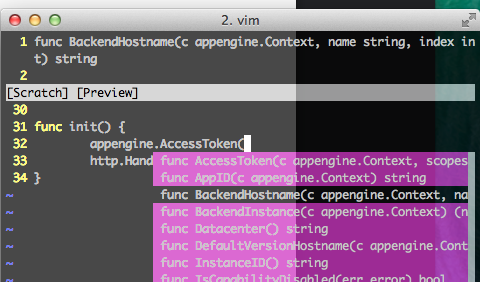 2. vim
1 func BackendHostname(c appengine.Context, name string, index in
t) string
2
[Scratch] [Preview]
30
31 func init() {
32 appengine.AccessToken(
33 http.Hand func AccessToken(c appengine.Context, scopes
34 } func AppID(c appengine.Context) string
~ func BackendHostname(c appengine.Context, na
~ func BackendInstance(c appengine.Context) (n
~ func Datacenter() string
~ func DefaultVersionHostname(c appengine.Cont
~ func InstanceID() string
~ func IsCapabilityDisabled(err error) bool